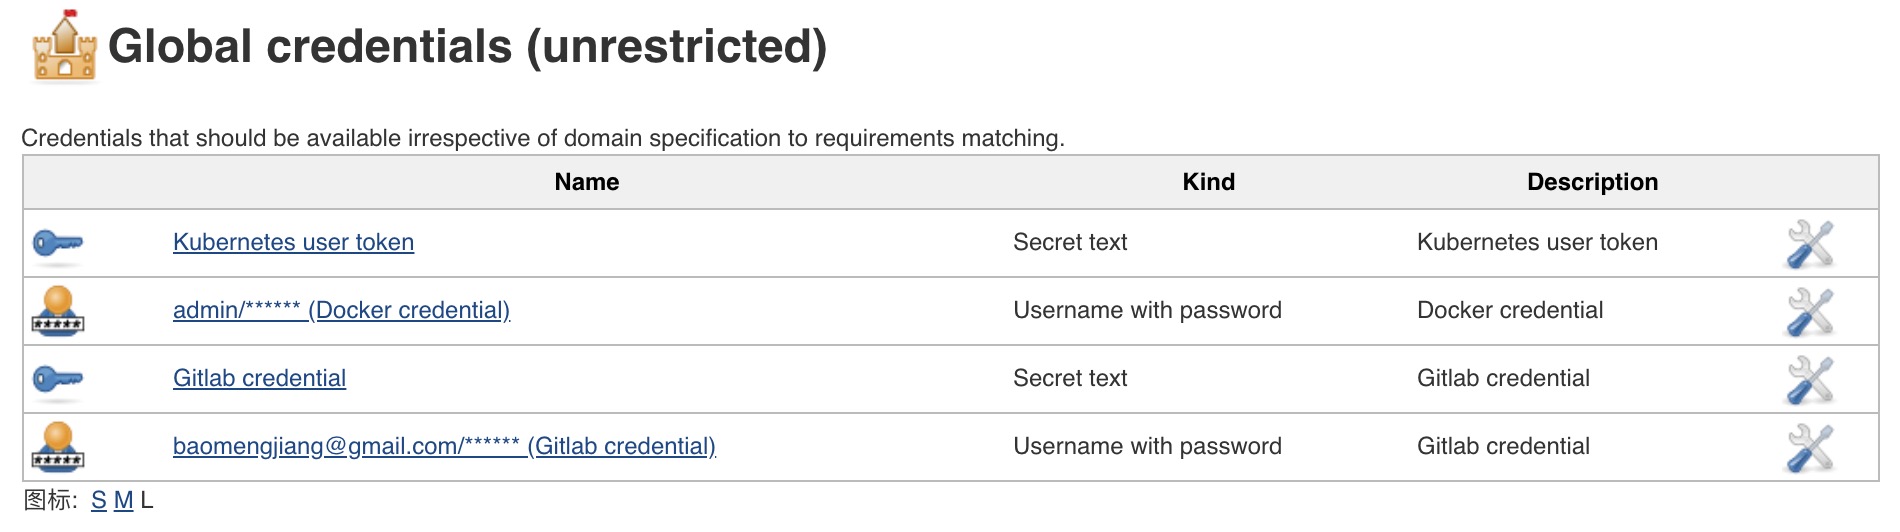 Global credentials (unrestricted)
Credentials that should be available irrespective of domain specification to requirements matching.
Name Kind Description
Kubernetes user token Secret text Kubernetes user token
admin/****** (Docker credential) Username with password Docker credential
Gitlab credential Secret text Gitlab credential
baomengjiang@gmail.com/****** (Gitlab credential) Username with password Gitlab credential
图标: S M L